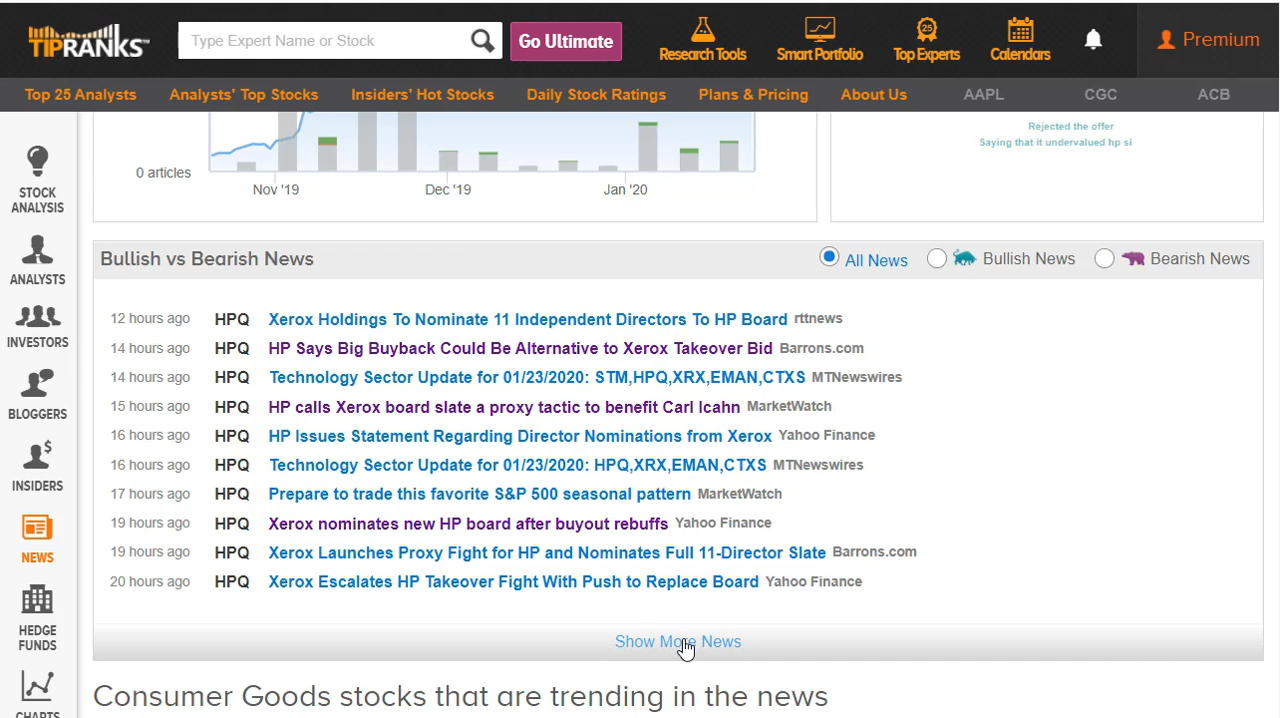 TIPRANKS
Type Expert Name or Stock
Go Ultimate
Research Tools
Smart Portfolio
25
Top Experts
Calendars
Premium
Top 25 Analysts
Analysts' Top Stocks
Insiders' Hot Stocks
Daily Stock Ratings
Plans & Pricing
About Us
AAPL
CGC
ACB
STOCK
ANALYSIS
ANALYSTS
INVESTORS
BLOGGERS
$
INSIDERS
NEWS
HEDGE
FUNDS
CHARTS
0 articles
Nov '19
Dec '19
Jan '20
Rejected the offer
Saying that it undervalued hp si
Bullish vs Bearish News
All News
Bullish News
Bearish News
12 hours ago HPQ Xerox Holdings To Nominate 11 Independent Directors To HP Board rttnews
14 hours ago HPQ HP Says Big Buyback Could Be Alternative to Xerox Takeover Bid Barrons.com
14 hours ago HPQ Technology Sector Update for 01/23/2020: STM,HPQ,XRX,EMAN,CTXS MTNewswires
15 hours ago HPQ HP calls Xerox board slate a proxy tactic to benefit Carl Icahn MarketWatch
16 hours ago HPQ HP Issues Statement Regarding Director Nominations from Xerox Yahoo Finance
16 hours ago HPQ Technology Sector Update for 01/23/2020: HPQ,XRX,EMAN,CTXS MTNewswires
17 hours ago HPQ Prepare to trade this favorite S&P 500 seasonal pattern MarketWatch
19 hours ago HPQ Xerox nominates new HP board after buyout rebuffs Yahoo Finance
19 hours ago HPQ Xerox Launches Proxy Fight for HP and Nominates Full 11-Director Slate Barrons.com
20 hours ago HPQ Xerox Escalates HP Takeover Fight With Push to Replace Board Yahoo Finance
Show More News
Consumer Goods stocks that are trending in the news